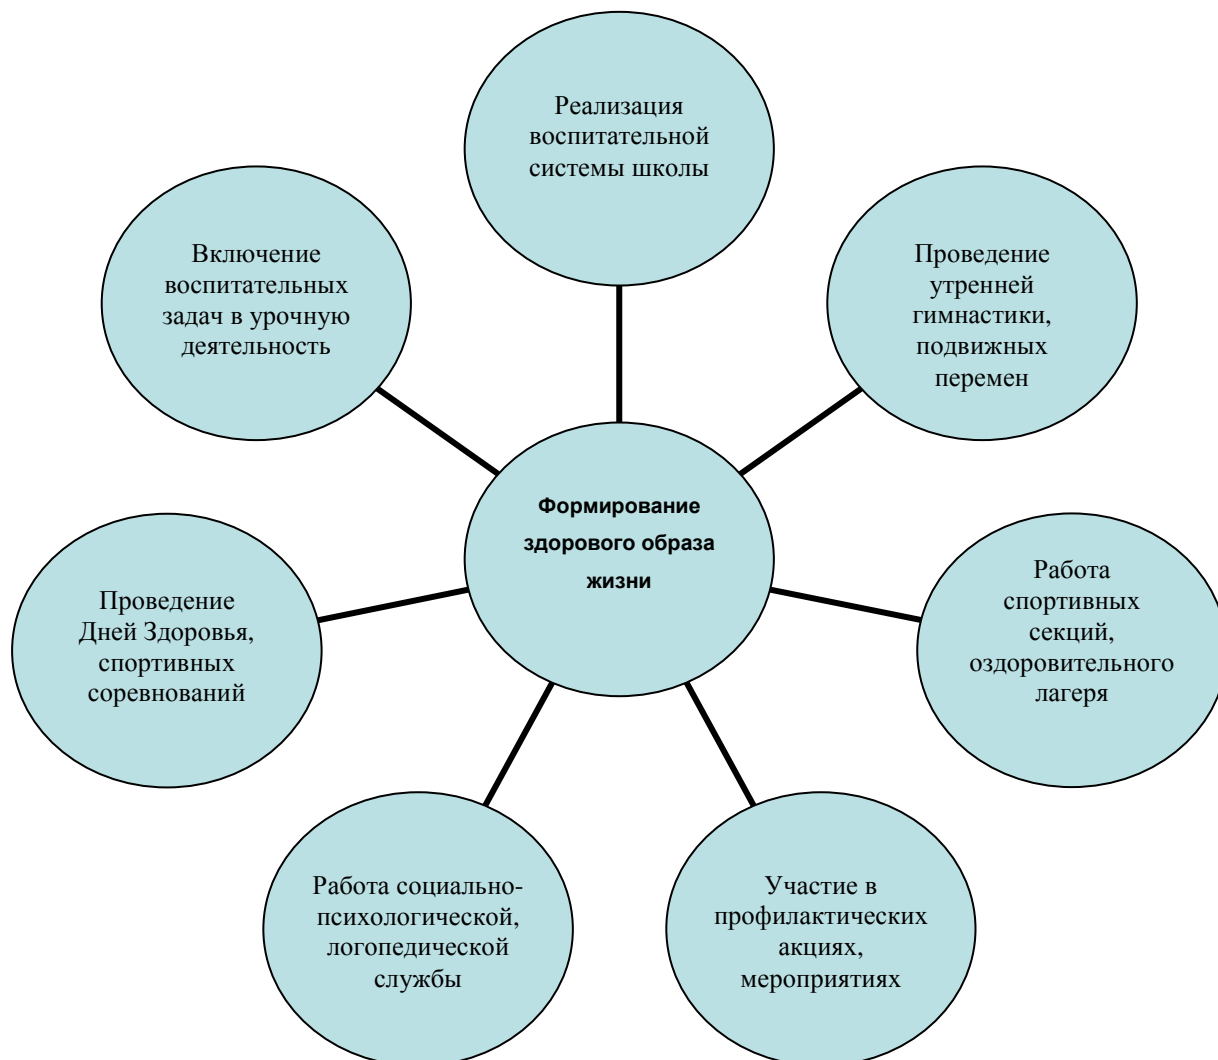 Реализация
воспитательной
системы школы
Включение
воспитательных
задач в урочную
деятельность
Проведение
утренней
гимнастики,
подвижных
перемен
Формирование
здорового образа
жизни
Проведение
Дней Здоровья,
спортивных
соревнований
Работа
спортивных
секций,
оздоровительного
лагеря
Работа социально-
психологической,
логопедической
службы
Участие в
профилактических
акциях,
мероприятиях